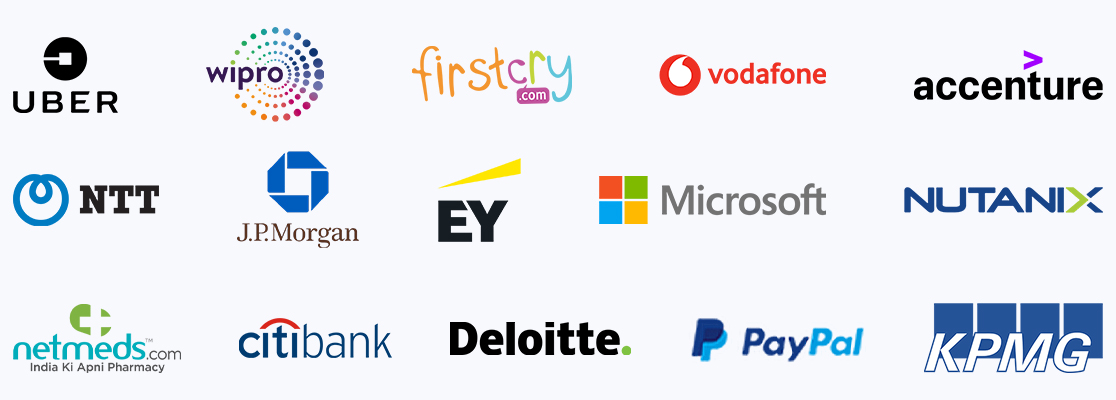 UBER
wipro
firstcry
.com
vodafone
>
accenture
NTT
J.P.Morgan
EY
Microsoft
NUTANIX
netmeds™.com
India Ki Apni Pharmacy
citibank
Deloitte.
P PayPal
KPMG